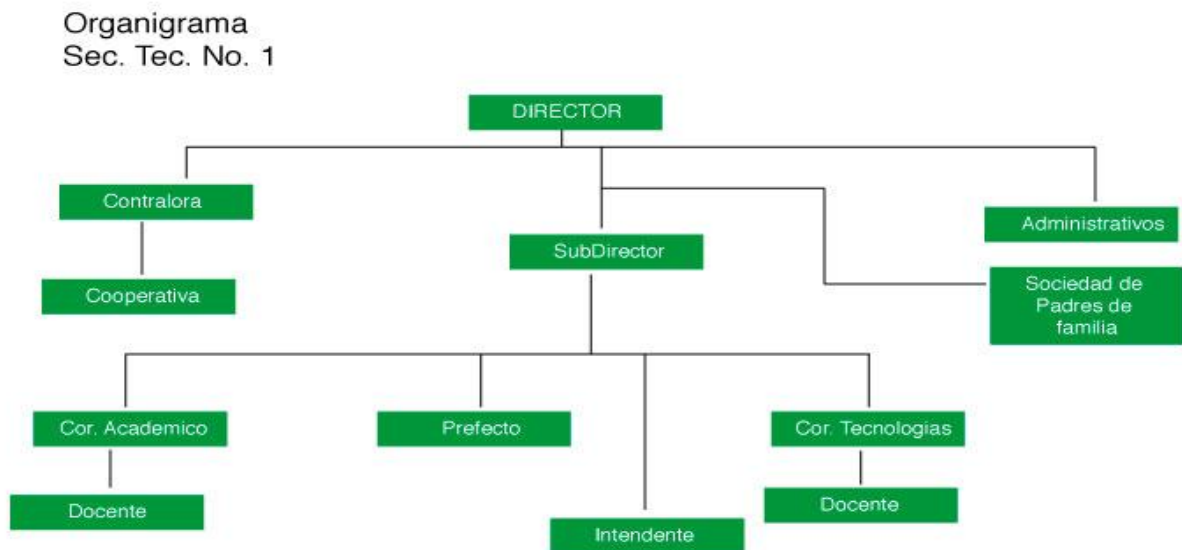 Organigrama
Sec. Tec. No. 1
DIRECTOR
Contralora
Administrativos
SubDirector
Cooperativa
Sociedad de
Padres de
familia
Cor. Academico
Prefecto
Cor. Tecnologias
Docente
Docente
Intendente